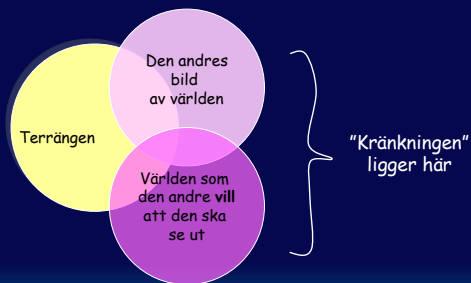 Den andres
bild
av världen
Terrängen
Världen som
den andre vill
att den ska
se ut
”Kränkningen”
ligger här